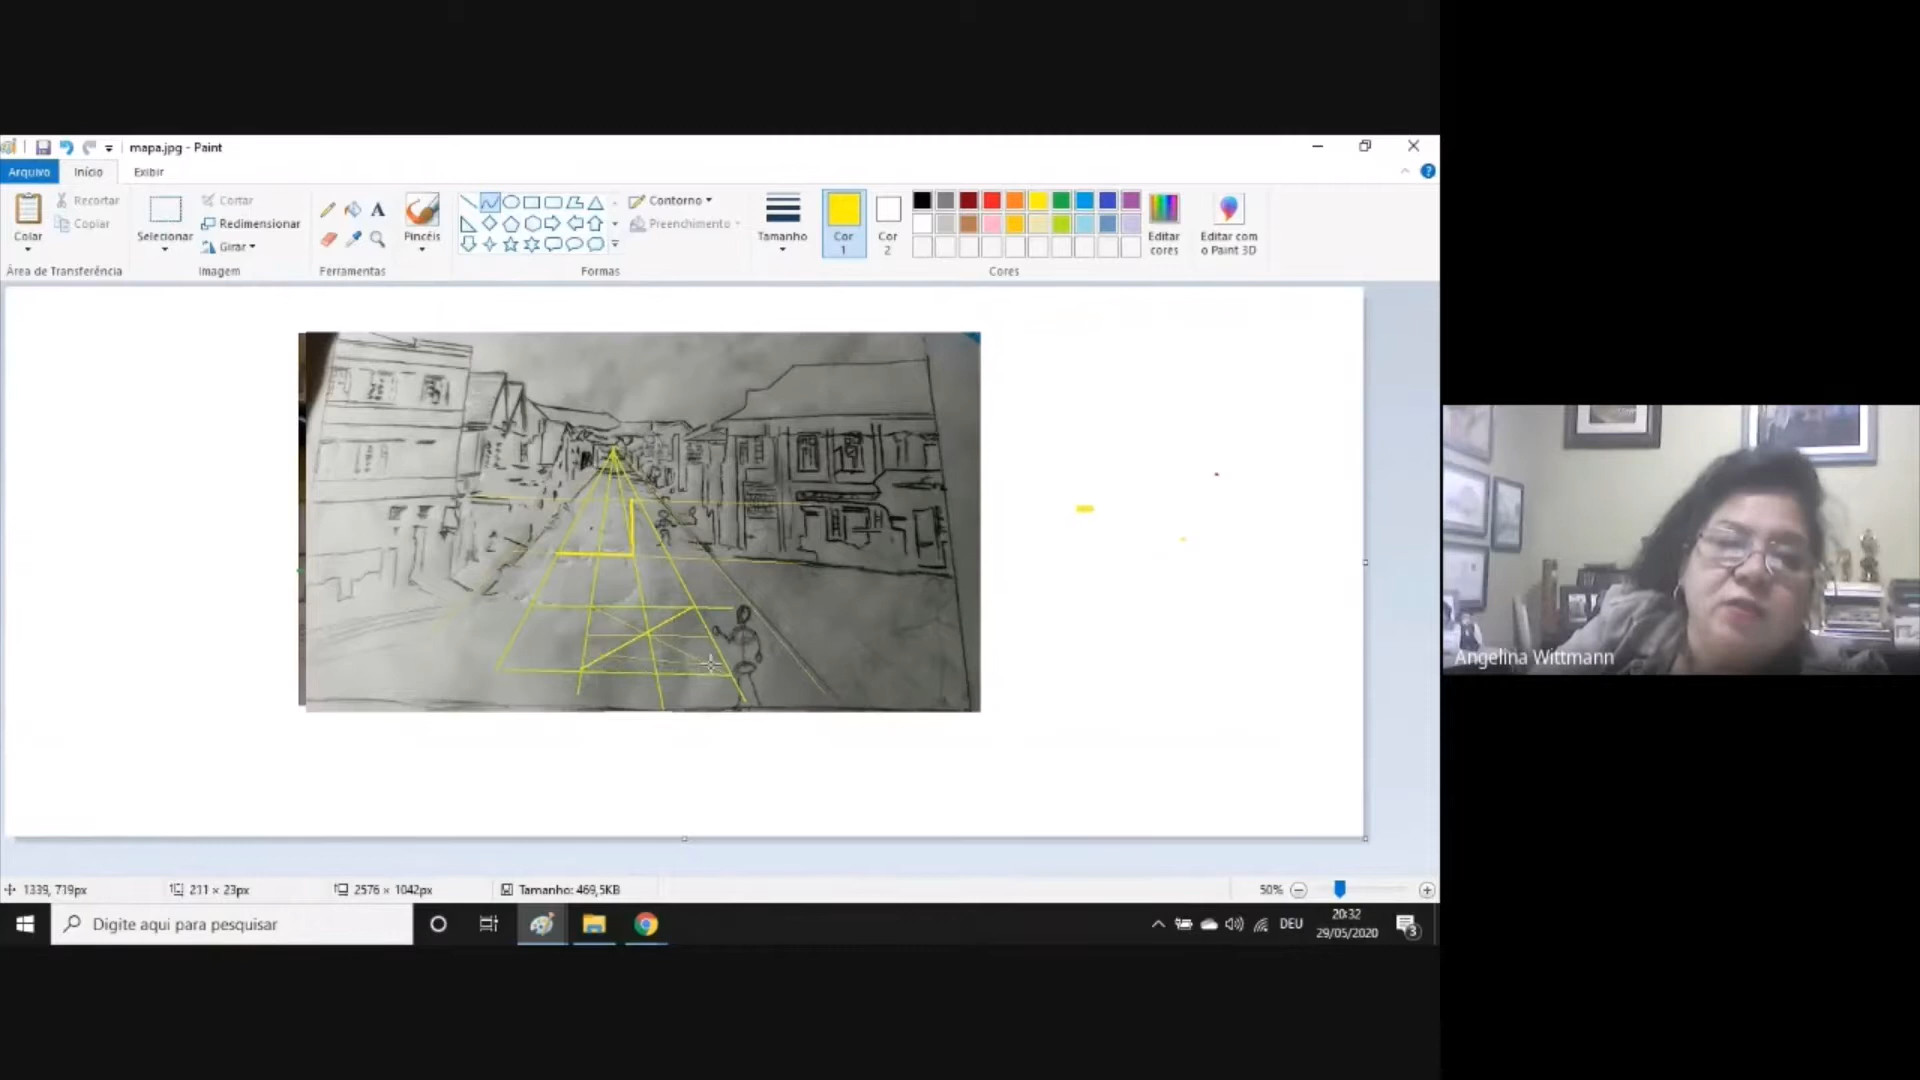 mapa.jpg - Paint
Arquivo Início Exibir
Colar
Recortar
Copiar
Área de Transferência
Selecionar
Cortar
Redimensionar
Girar
Imagem
A
Ferramentas
Pincéis
Formas
Contorno
Preenchimento
Tamanho
Cor
1
Cor
2
Editar
cores
Editar com
o Paint 3D
Cores
Angelina Wittmann
1339, 719px 211 × 23px 2576 × 1042px Tamanho: 469,5KB 50%
Digite aqui para pesquisar
DEU
20:32
29/05/2020
3